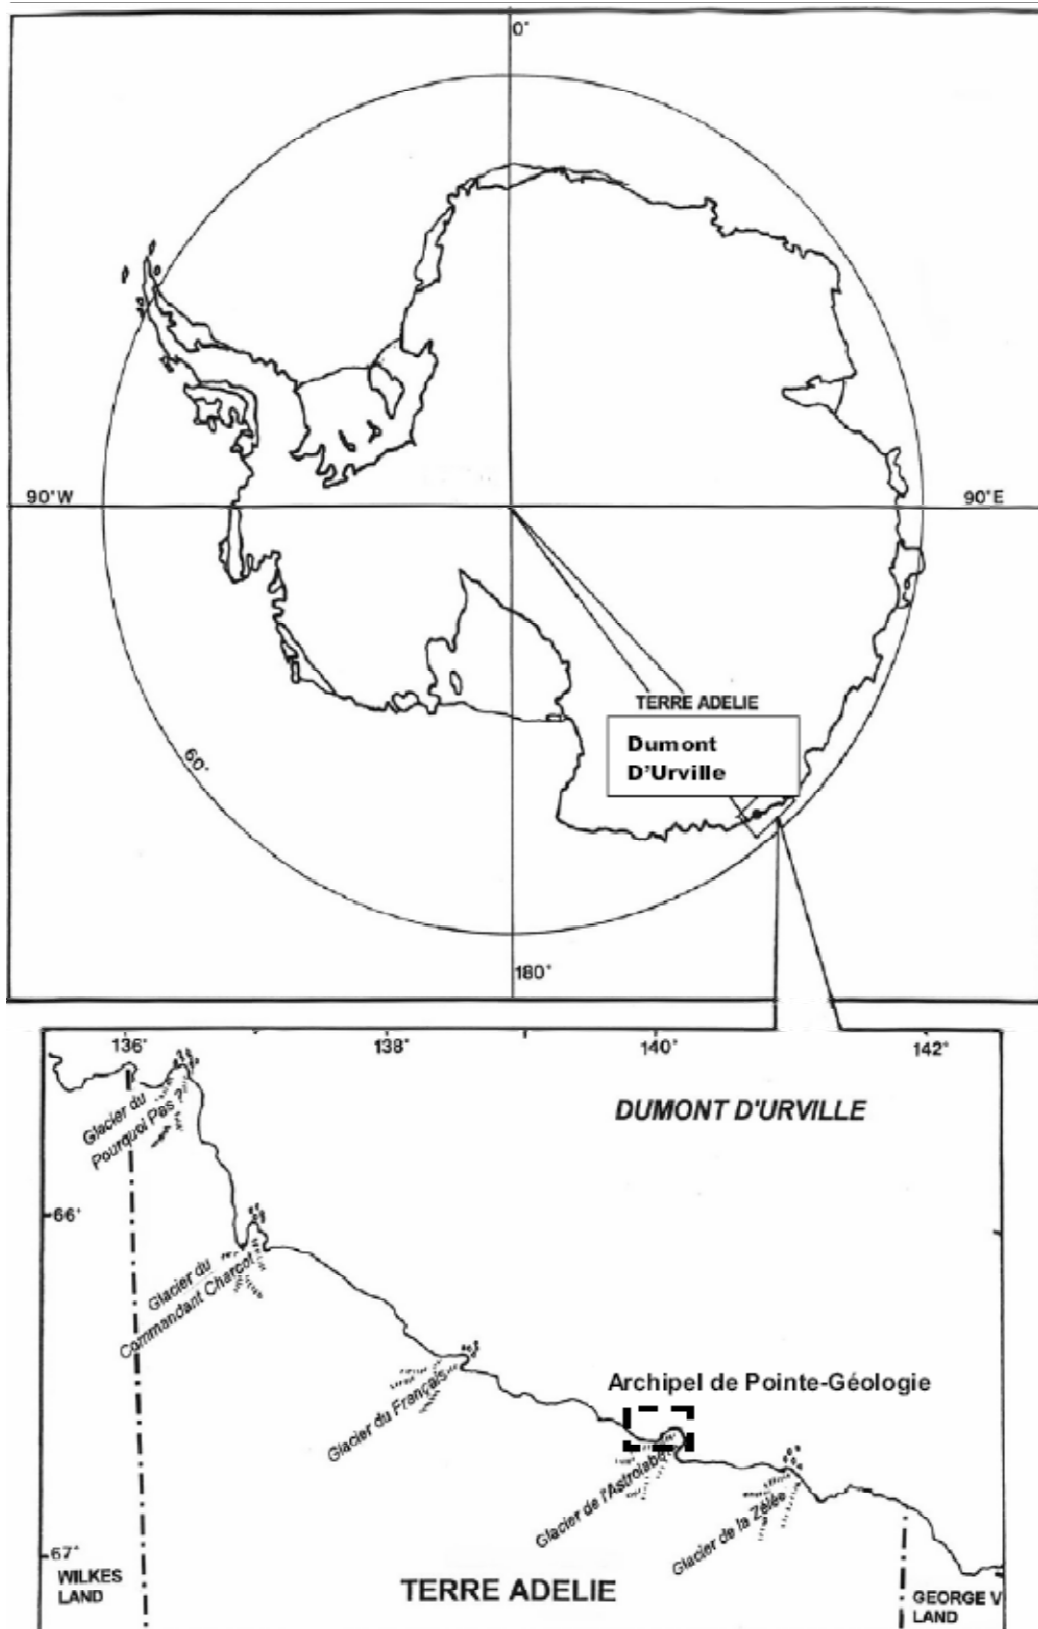 0°
90°W
90°E
TERRE ADELIE
Dumont
D'Urville
60°
180°
136°
138°
140°
142°
DUMONT D'URVILLE
Glacier du
Pourquoi Pas ?
66°
Glacier du
Commandant Charcot
Archipel de Pointe-Géologie
Glacier du Français
Glacier de l'Astrolabe
Glacier de la Zélée
67°
WILKES
LAND
TERRE ADELIE
GEORGE V
LAND